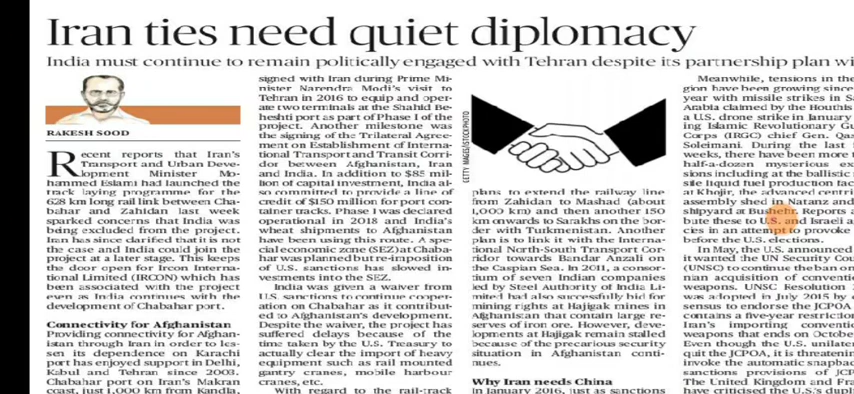 Iran ties need quiet diplomacy
India must continue to remain politically engaged with Tehran despite its partnership plan wi
RAKESH SOOD
Recent reports that Iran's
Transport and Urban Deve-
lopment Minister Mo-
hammed Eslami had launched the
track laying programme for the
628 km long rail link between Cha-
bahar and Zahidan last week
sparked concerns that India was
being excluded from the project.
Iran has since clarified that is not
the case and India could join the
project at a later stage. This keeps
the door open for Ircon Interna-
tional Limited (IRCON) which has
been associated with the project
even as India continues with the
development of Chabahar port.
Connectivity for Afghanistan
Providing connectivity for Afghan-
istan through Iran in order to les-
sen its dependence on Karachi
port has enjoyed support in Delhi,
Kabul and Tehran since 2003.
Chabahar port on Iran's Makran
coast, just 1,000 km from Kandla,
signed with Iran during Prime Mi-
nister Narendra Modi's visit to
Tehran in 2016 to equip and oper-
ate two terminals at the Shahid Be-
heshti port as part of Phase I of the
project. Another milestone was
the signing of the Trilateral Agree-
ment on Establishment of Interna-
tional Transport and Transit Corri-
dor between Afghanistan, Iran
and India. In addition to $85 mil-
lion of capital investment, India al-
so committed to provide a line of
credit of $150 million for port con-
tainer tracks. Phase I was declared
operational in 2018 and India's
wheat shipments to Afghanistan
have been using this route. A spe-
cial economic zone (SEZ) at Chaba-
har was planned but re-imposition
of U.S. sanctions has slowed in-
vestments into the SEZ.
India was given a waiver from
U.S. sanctions to continue cooper-
ation on Chabahar as it contribut-
ed to Afghanistan's development.
Despite the waiver, the project has
suffered delays because of the
time taken by the U.S. Treasury to
actually clear the import of heavy
equipment such as rail mounted
gantry cranes, mobile harbour
cranes, etc.
With regard to the rail-track
GETTY IMAGES/ISTOCKPHOTO
plans to extend the railway line
from Zahidan to Mashad (about
1,000 km) and then another 150
km onwards to Sarakhs on the bor-
der with Turkmenistan. Another
plan is to link it with the Interna-
tional North-South Transport Cor-
ridor towards Bandar Anzali on
the Caspian Sea. In 2011, a consor-
tium of seven Indian companies
led by Steel Authority of India Li-
mited had also successfully bid for
mining rights at Hajigak mines in
Afghanistan that contain large re-
serves of iron ore. However, deve-
lopments at Hajigak remain stalled
because of the precarious security
situation in Afghanistan conti-
nues.
Why Iran needs China
In January 2016, just as sanctions
Meanwhile, tensions in the
gion have been growing since
year with missile strikes in Sa
Arabia claimed by the Houthis
a U.S. drone strike in January
ing Islamic Revolutionary Gu
Corps (IRGC) chief Gen. Qas
Soleimani. During the last
weeks, there have been more t
half-a-dozen mysterious ex
sions including at the ballistic
sile liquid fuel production fac
at Khojir, the advanced centri
assembly shed in Natanz and
shipyard at Bushehr. Reports
bute these to U.S. and Israeli a
cies in an attempt to provoke
before the U.S. elections.
In May, the U.S. announced
it wanted the UN Security Cou
(UNSC) to continue the ban on
man acquisition of convention
weapons. UNSC Resolution
was adopted in July 2015 by
sensus to endorse the JCPOA
contains a five-year restriction
Iran's importing conventio
weapons that ends on October
Even though the U.S. unilater
quit the JCPOA, it is threatenin
invoke the automatic snapbac
sanctions provisions of JCP
The United Kingdom and Fra
have criticised the U.S.'s dupli